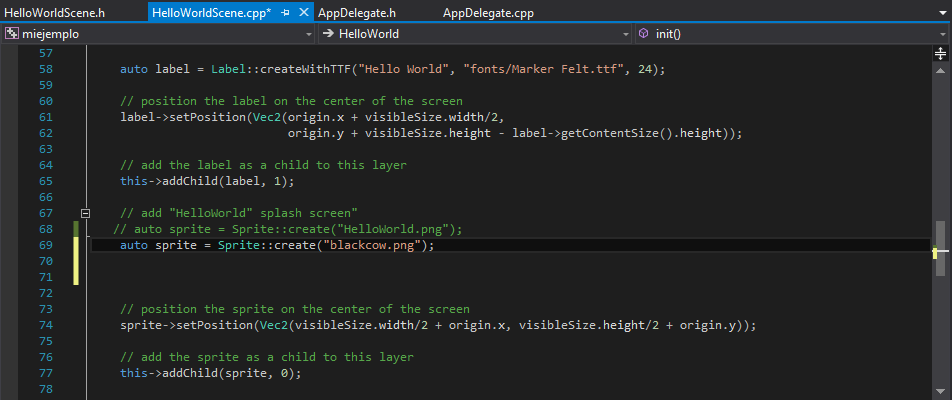 HelloWorldScene.h HelloWorldScene.cpp* AppDelegate.h AppDelegate.cpp
miejemplo HelloWorld init()
57
58 auto label = Label::createWithTTF("Hello World", "fonts/Marker Felt.ttf", 24);
59
60 // position the label on the center of the screen
61 label->setPosition(Vec2(origin.x + visibleSize.width/2,
62 origin.y + visibleSize.height - label->getContentSize().height));
63
64 // add the label as a child to this layer
65 this->addChild(label, 1);
66
67 // add "HelloWorld" splash screen"
68 // auto sprite = Sprite::create("HelloWorld.png");
69 auto sprite = Sprite::create("blackcow.png");
70
71
72
73 // position the sprite on the center of the screen
74 sprite->setPosition(Vec2(visibleSize.width/2 + origin.x, visibleSize.height/2 + origin.y));
75
76 // add the sprite as a child to this layer
77 this->addChild(sprite, 0);
78